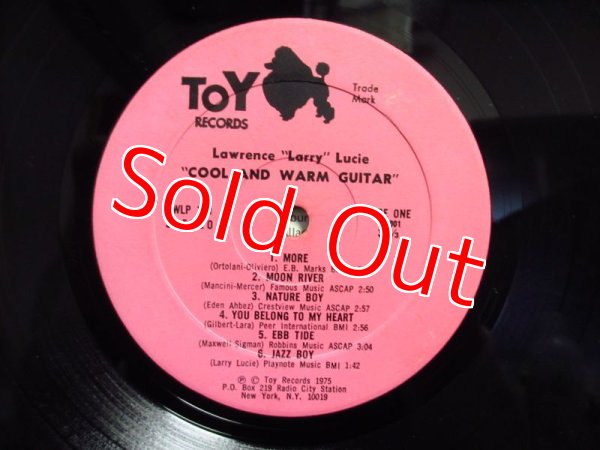 ToY
RECORDS
Trade
Mark
Lawrence "Larry" Lucie
"COOL AND WARM GUITAR"
WLP
ONE
Sold Out
1. MORE
(Ortolani-Oliviero) E.B. Marks
2. MOON RIVER
(Mancini-Mercer) Famous Music ASCAP 2:50
3. NATURE BOY
(Eden Ahbez) Crestview Music ASCAP 2:57
4. YOU BELONG TO MY HEART
(Gilbert-Lara) Peer International BMI 2:56
5. EBB TIDE
(Maxwell Sigman) Robbins Music ASCAP 3:04
6. JAZZ BOY
(Larry Lucie) Playnote Music BMI 1:42
℗ © Toy Records 1975
P.O. Box 219 Radio City Station
New York, N.Y. 10019